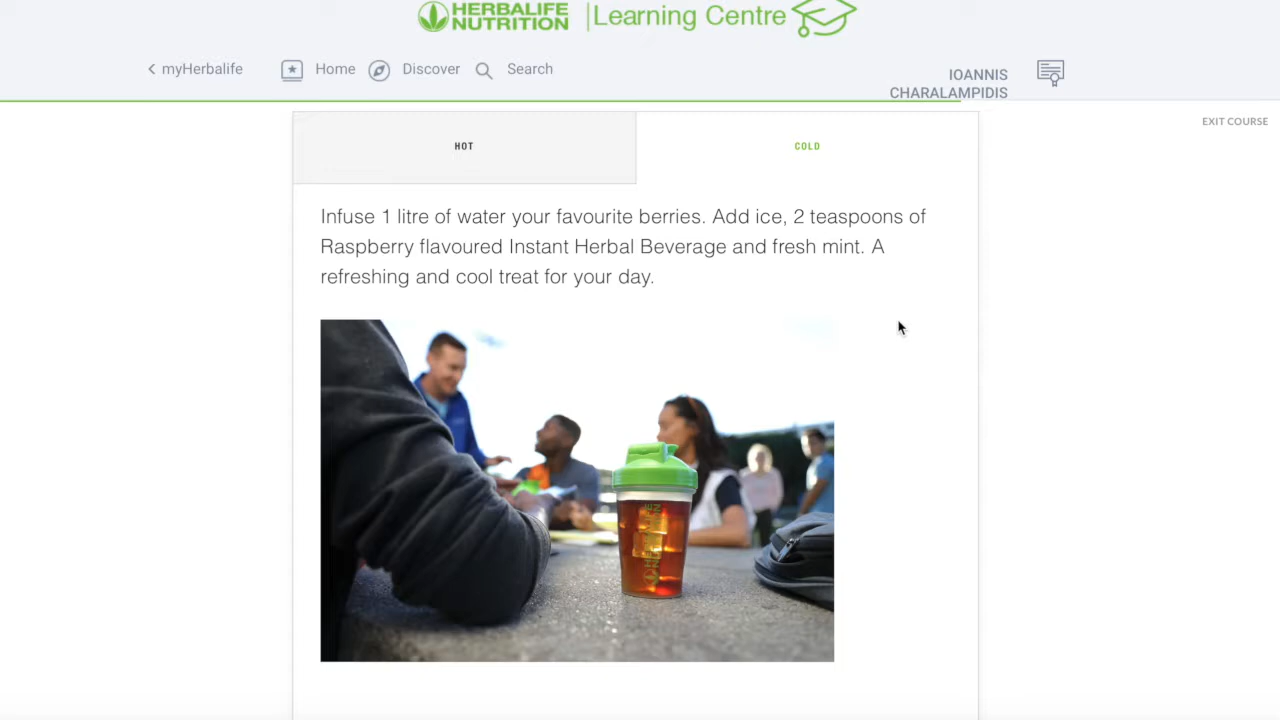 HERBALIFE NUTRITION | Learning Centre
myHerbalife Home Discover Search
IOANNIS
CHARALAMPIDIS
EXIT COURSE
HOT COLD
Infuse 1 litre of water your favourite berries. Add ice, 2 teaspoons of
Raspberry flavoured Instant Herbal Beverage and fresh mint. A
refreshing and cool treat for your day.
HERBALIFE
NUTRITION